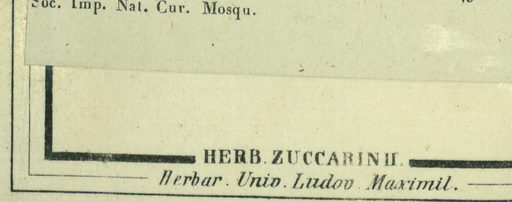 Soc. Imp. Nat. Cur. Mosqu.
HERB. ZUCCARINII.
Herbar. Univ. Ludov. Maximil.